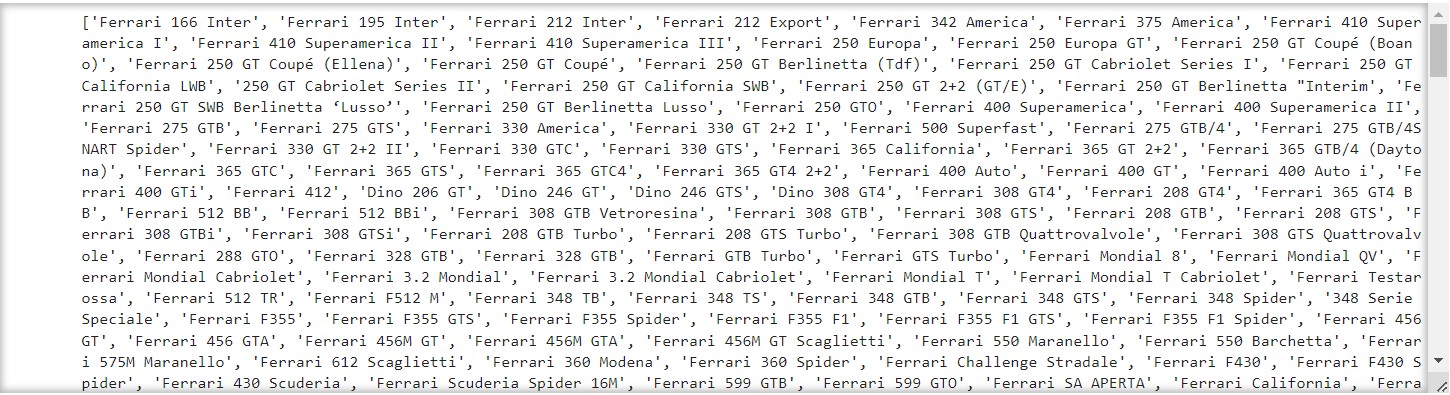 ['Ferrari 166 Inter', 'Ferrari 195 Inter', 'Ferrari 212 Inter', 'Ferrari 212 Export', 'Ferrari 342 America', 'Ferrari 375 America', 'Ferrari 410 Super
america I', 'Ferrari 410 Superamerica II', 'Ferrari 410 Superamerica III', 'Ferrari 250 Europa', 'Ferrari 250 Europa GT', 'Ferrari 250 GT Coupé (Boan
o)', 'Ferrari 250 GT Coupé (Ellena)', 'Ferrari 250 GT Coupé', 'Ferrari 250 GT Berlinetta (Tdf)', 'Ferrari 250 GT Cabriolet Series I', 'Ferrari 250 GT
California LWB', '250 GT Cabriolet Series II', 'Ferrari 250 GT California SWB', 'Ferrari 250 GT 2+2 (GT/E)', 'Ferrari 250 GT Berlinetta "Interim', 'Fe
rrari 250 GT SWB Berlinetta ‘Lusso’', 'Ferrari 250 GT Berlinetta Lusso', 'Ferrari 250 GTO', 'Ferrari 400 Superamerica', 'Ferrari 400 Superamerica II',
'Ferrari 275 GTB', 'Ferrari 275 GTS', 'Ferrari 330 America', 'Ferrari 330 GT 2+2 I', 'Ferrari 500 Superfast', 'Ferrari 275 GTB/4', 'Ferrari 275 GTB/4S
NART Spider', 'Ferrari 330 GT 2+2 II', 'Ferrari 330 GTC', 'Ferrari 330 GTS', 'Ferrari 365 California', 'Ferrari 365 GT 2+2', 'Ferrari 365 GTB/4 (Dayto
na)', 'Ferrari 365 GTC', 'Ferrari 365 GTS', 'Ferrari 365 GTC4', 'Ferrari 365 GT4 2+2', 'Ferrari 400 Auto', 'Ferrari 400 GT', 'Ferrari 400 Auto i', 'Fe
rrari 400 GTi', 'Ferrari 412', 'Dino 206 GT', 'Dino 246 GT', 'Dino 246 GTS', 'Dino 308 GT4', 'Ferrari 308 GT4', 'Ferrari 208 GT4', 'Ferrari 365 GT4 B
B', 'Ferrari 512 BB', 'Ferrari 512 BBi', 'Ferrari 308 GTB Vetroresina', 'Ferrari 308 GTB', 'Ferrari 308 GTS', 'Ferrari 208 GTB', 'Ferrari 208 GTS', 'F
errari 308 GTBi', 'Ferrari 308 GTSi', 'Ferrari 208 GTB Turbo', 'Ferrari 208 GTS Turbo', 'Ferrari 308 GTB Quattrovalvole', 'Ferrari 308 GTS Quattrovalv
ole', 'Ferrari 288 GTO', 'Ferrari 328 GTB', 'Ferrari 328 GTB', 'Ferrari GTB Turbo', 'Ferrari GTS Turbo', 'Ferrari Mondial 8', 'Ferrari Mondial QV', 'F
errari Mondial Cabriolet', 'Ferrari 3.2 Mondial', 'Ferrari 3.2 Mondial Cabriolet', 'Ferrari Mondial T', 'Ferrari Mondial T Cabriolet', 'Ferrari Testar
ossa', 'Ferrari 512 TR', 'Ferrari F512 M', 'Ferrari 348 TB', 'Ferrari 348 TS', 'Ferrari 348 GTB', 'Ferrari 348 GTS', 'Ferrari 348 Spider', '348 Serie
Speciale', 'Ferrari F355', 'Ferrari F355 GTS', 'Ferrari F355 Spider', 'Ferrari F355 F1', 'Ferrari F355 F1 GTS', 'Ferrari F355 F1 Spider', 'Ferrari 456
GT', 'Ferrari 456 GTA', 'Ferrari 456M GT', 'Ferrari 456M GTA', 'Ferrari 456M GT Scaglietti', 'Ferrari 550 Maranello', 'Ferrari 550 Barchetta', 'Ferrar
i 575M Maranello', 'Ferrari 612 Scaglietti', 'Ferrari 360 Modena', 'Ferrari 360 Spider', 'Ferrari Challenge Stradale', 'Ferrari F430', 'Ferrari F430 S
pider', 'Ferrari 430 Scuderia', 'Ferrari Scuderia Spider 16M', 'Ferrari 599 GTB', 'Ferrari 599 GTO', 'Ferrari SA APERTA', 'Ferrari California', 'Ferra